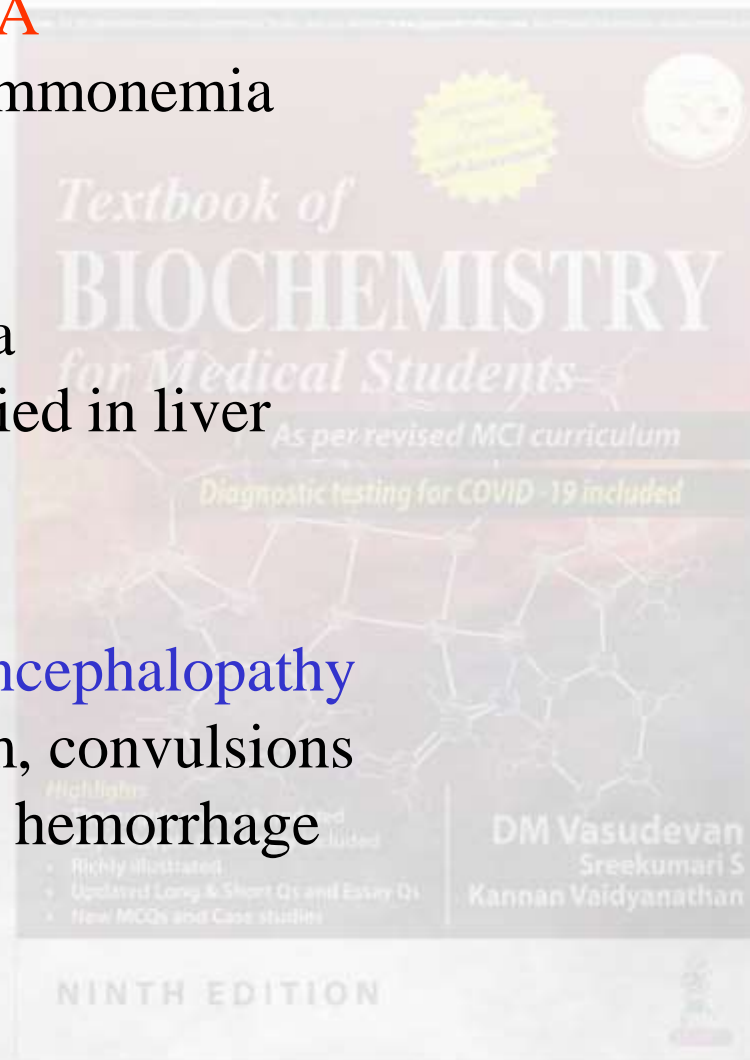 A
mmonemia
Textbook of
BIOCHEMISTRY
a
for Medical Students
ied in liver
As per revised MCI curriculum
Diagnostic testing for COVID -19 included
ncephalopathy
n, convulsions
Highlights
hemorrhage
• Richly illustrated
• Updated Long & Short Qs and Essay Qs
• New MCQs and Case studies
DM Vasudevan
Sreekumari S
Kannan Vaidyanathan
NINTH EDITION